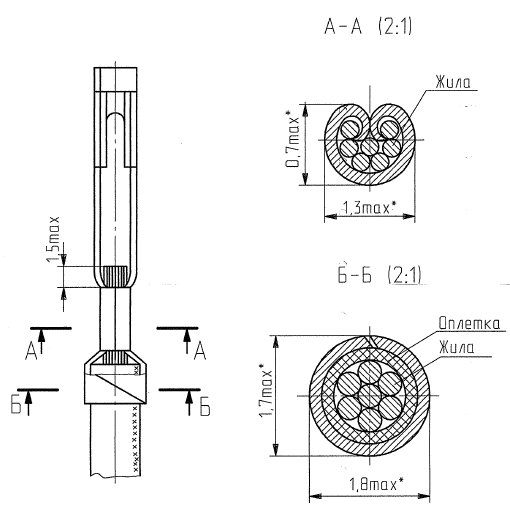 А-А (2:1)
Жила
0,7max*
1,3max*
1,5max
Б-Б (2:1)
Оплетка
Жила
А
А
Б
Б
1,7max*
1,8max*